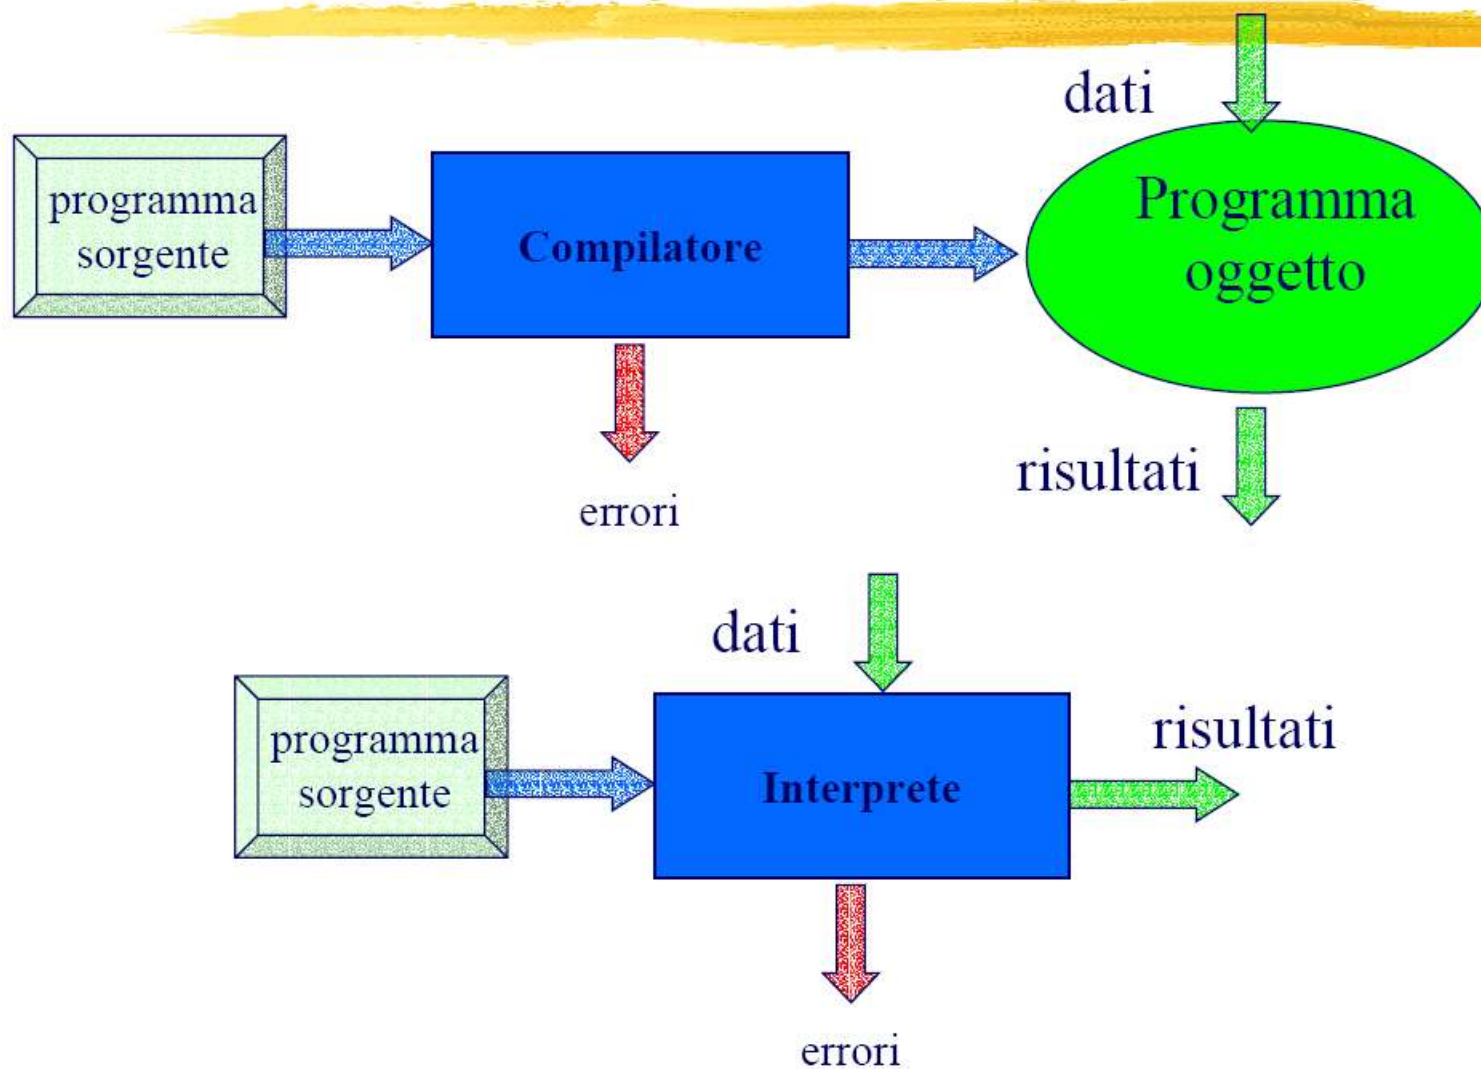 dati
programma
sorgente
Compilatore
Programma
oggetto
errori
risultati
dati
programma
sorgente
Interprete
risultati
errori